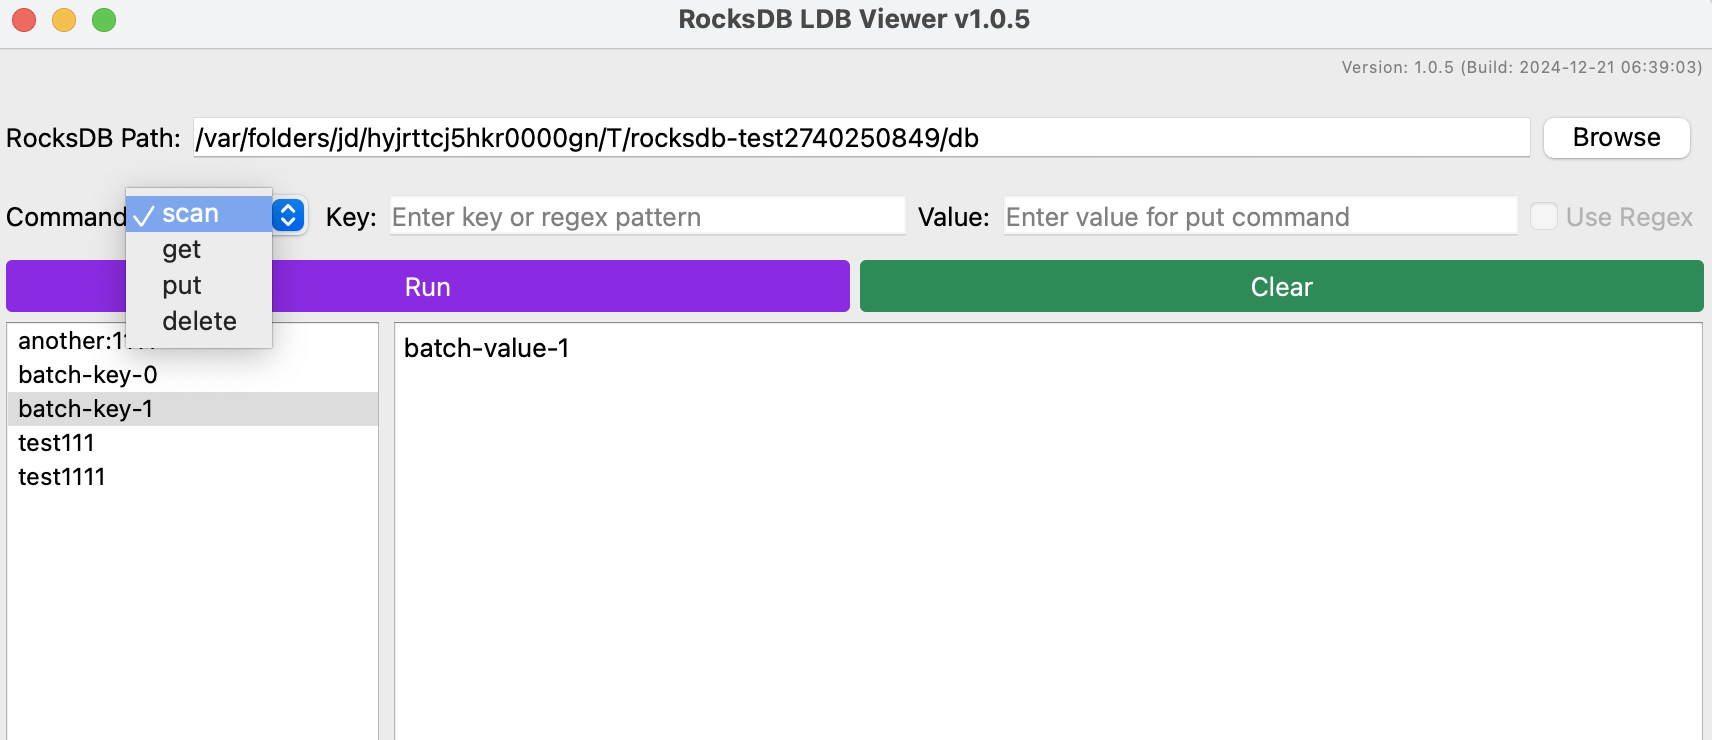 RocksDB LDB Viewer v1.0.5
Version: 1.0.5 (Build: 2024-12-21 06:39:03)
RocksDB Path: /var/folders/jd/hyjrttcj5hkr0000gn/T/rocksdb-test2740250849/db Browse
Command ✓ scan Key: Enter key or regex pattern Value: Enter value for put command Use Regex
get
put
delete
Run Clear
another:1111
batch-key-0
batch-key-1
test111
test1111
batch-value-1